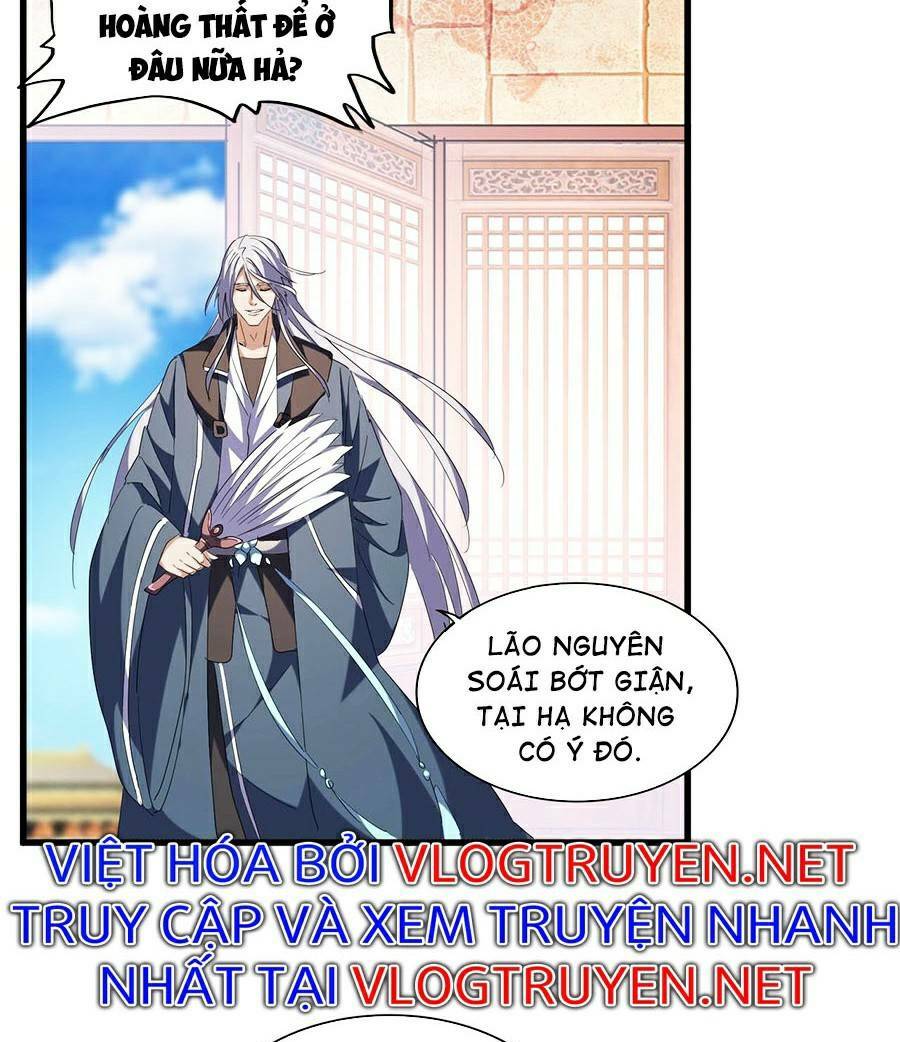 HOÀNG THẤT ĐỂ Ở
ĐÂU NỮA HẢ?
LÃO NGUYÊN
SOÁI BỚT GIẬN,
TẠI HẠ KHÔNG
CÓ Ý ĐÓ.
VIỆT HÓA BỞI VLOGTRUYEN.NET
TRUY CẬP VÀ XEM TRUYỆN NHANH
NHẤT TẠI VLOGTRUYEN.NET